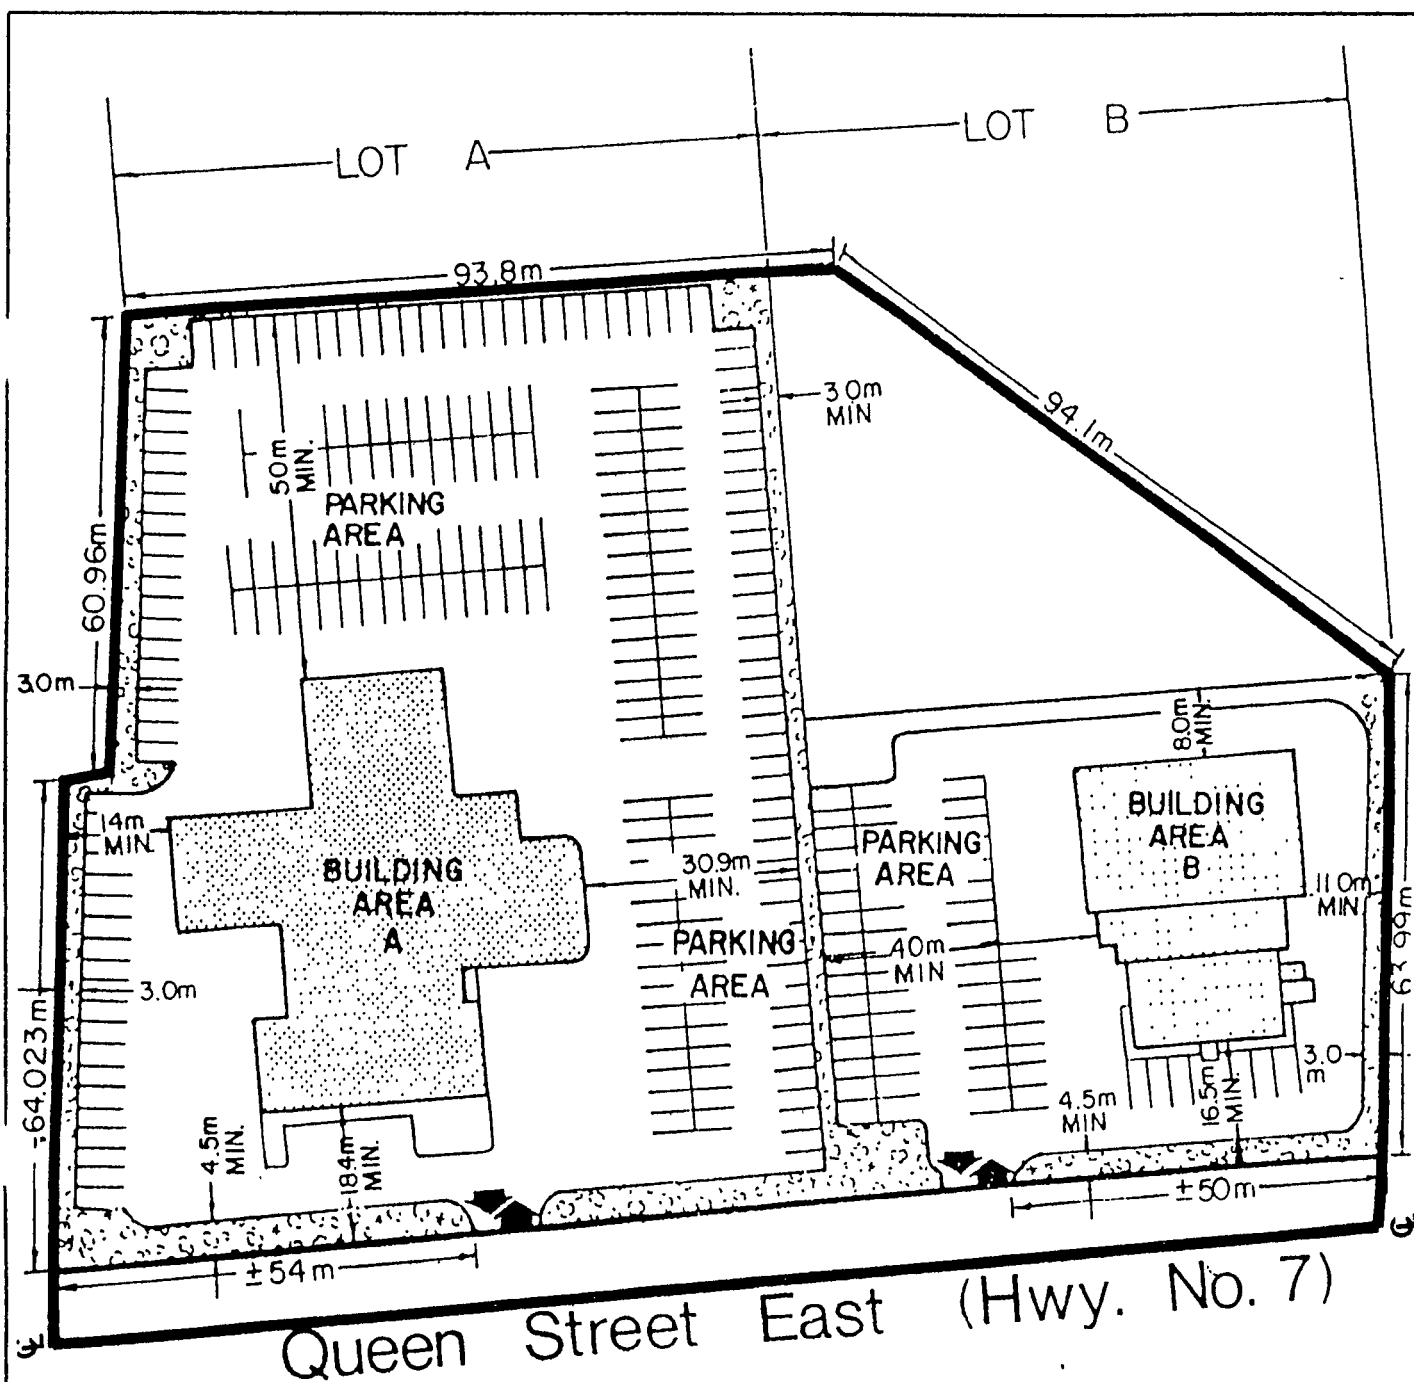 LOT A
LOT B
93.8m
3.0m
MIN
94.1m
50m
MIN.
PARKING
AREA
60.96m
3.0m
8.0m
MIN.
14m
MIN.
BUILDING
AREA
A
30.9m
MIN.
PARKING
AREA
BUILDING
AREA
B
11.0m
MIN
63.99m
PARKING
AREA
40m
MIN
3.0m
64.023m
4.5m
MIN.
18.4m
MIN.
4.5m
MIN
16.5m
MIN.
3.0
m
±54m
±50m
Queen Street East (Hwy. No. 7)